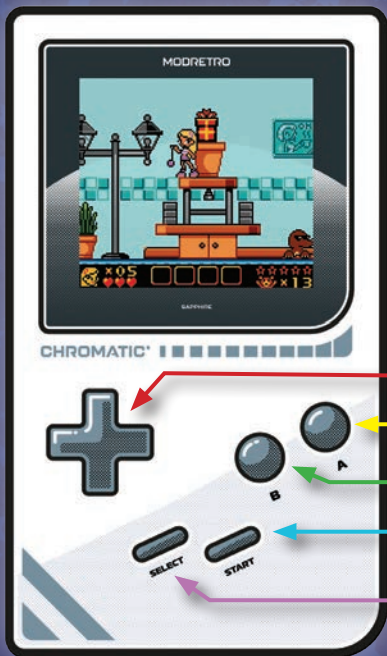 MODRETRO
×05
×13
SAPPHIRE
CHROMATIC
A
B
SELECT
START